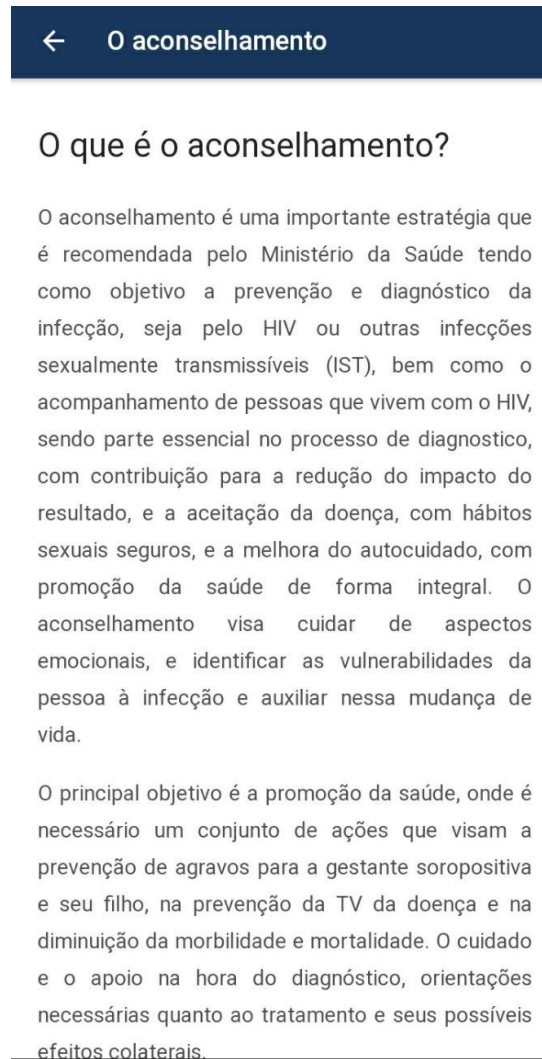 O aconselhamento
O que é o aconselhamento?
O aconselhamento é uma importante estratégia que
é recomendada pelo Ministério da Saúde tendo
como objetivo a prevenção e diagnóstico da
infecção, seja pelo HIV ou outras infecções
sexualmente transmissíveis (IST), bem como o
acompanhamento de pessoas que vivem com o HIV,
sendo parte essencial no processo de diagnostico,
com contribuição para a redução do impacto do
resultado, e a aceitação da doença, com hábitos
sexuais seguros, e a melhora do autocuidado, com
promoção da saúde de forma integral. O
aconselhamento visa cuidar de aspectos
emocionais, e identificar as vulnerabilidades da
pessoa à infecção e auxiliar nessa mudança de
vida.
O principal objetivo é a promoção da saúde, onde é
necessário um conjunto de ações que visam a
prevenção de agravos para a gestante soropositiva
e seu filho, na prevenção da TV da doença e na
diminuição da morbilidade e mortalidade. O cuidado
e o apoio na hora do diagnóstico, orientações
necessárias quanto ao tratamento e seus possíveis
efeitos colaterais.